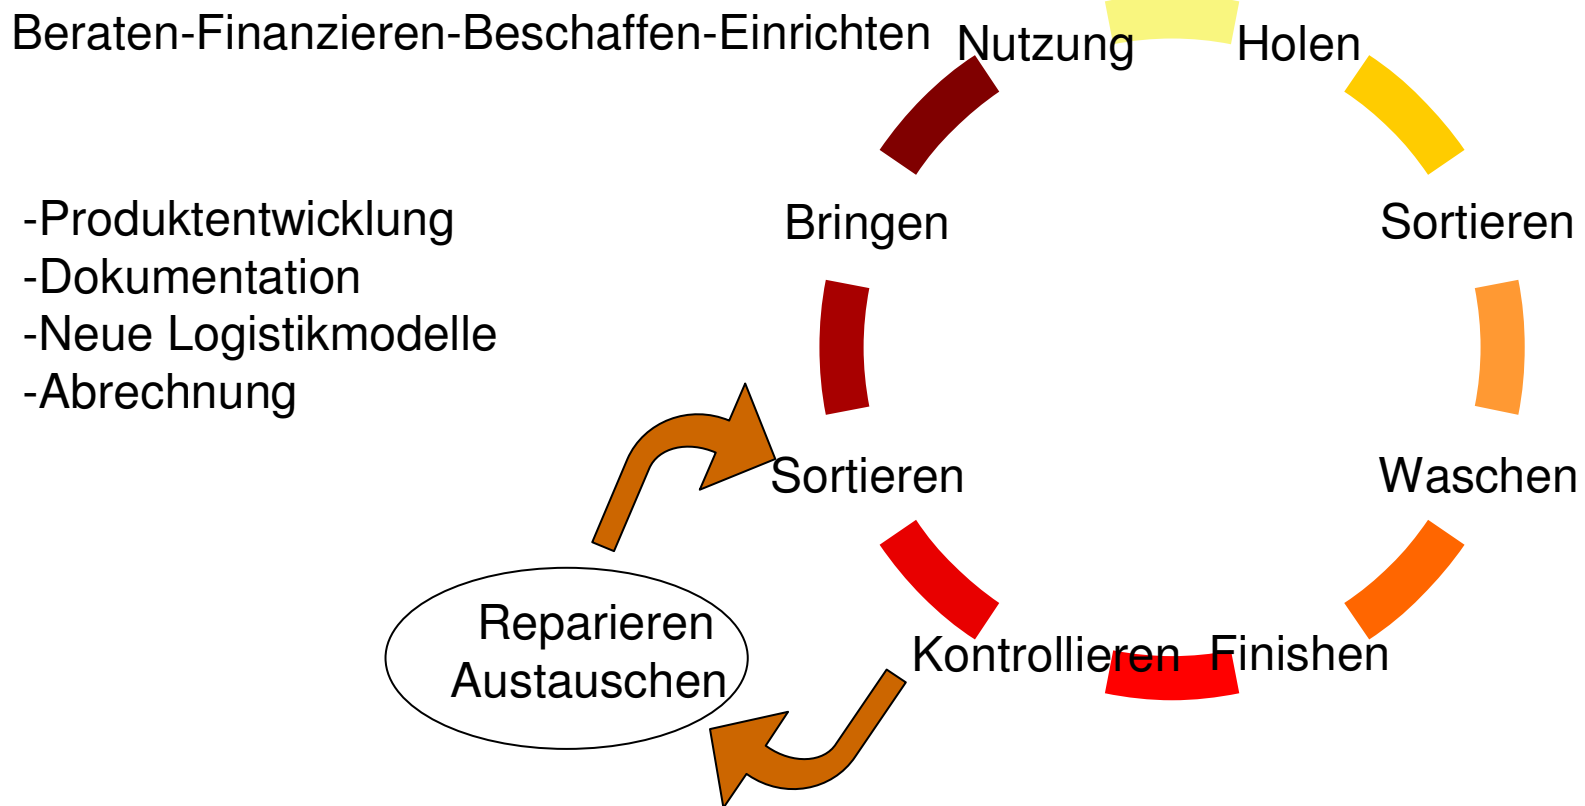 Beraten-Finanzieren-Beschaffen-Einrichten
Nutzung
Holen
-Produktentwicklung
-Dokumentation
-Neue Logistikmodelle
-Abrechnung
Bringen
Sortieren
Sortieren
Waschen
Reparieren
Austauschen
Kontrollieren
Finishen